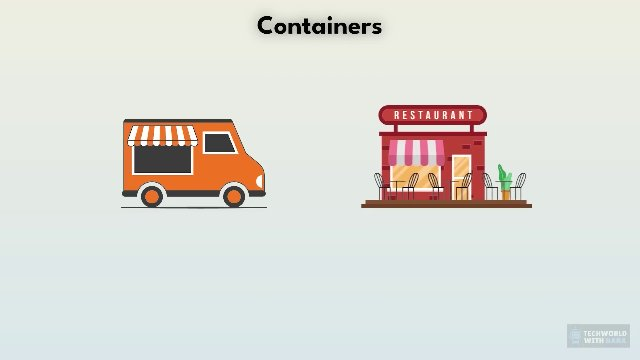 Containers
RESTAURANT
TECHWORLD
WITH NANA